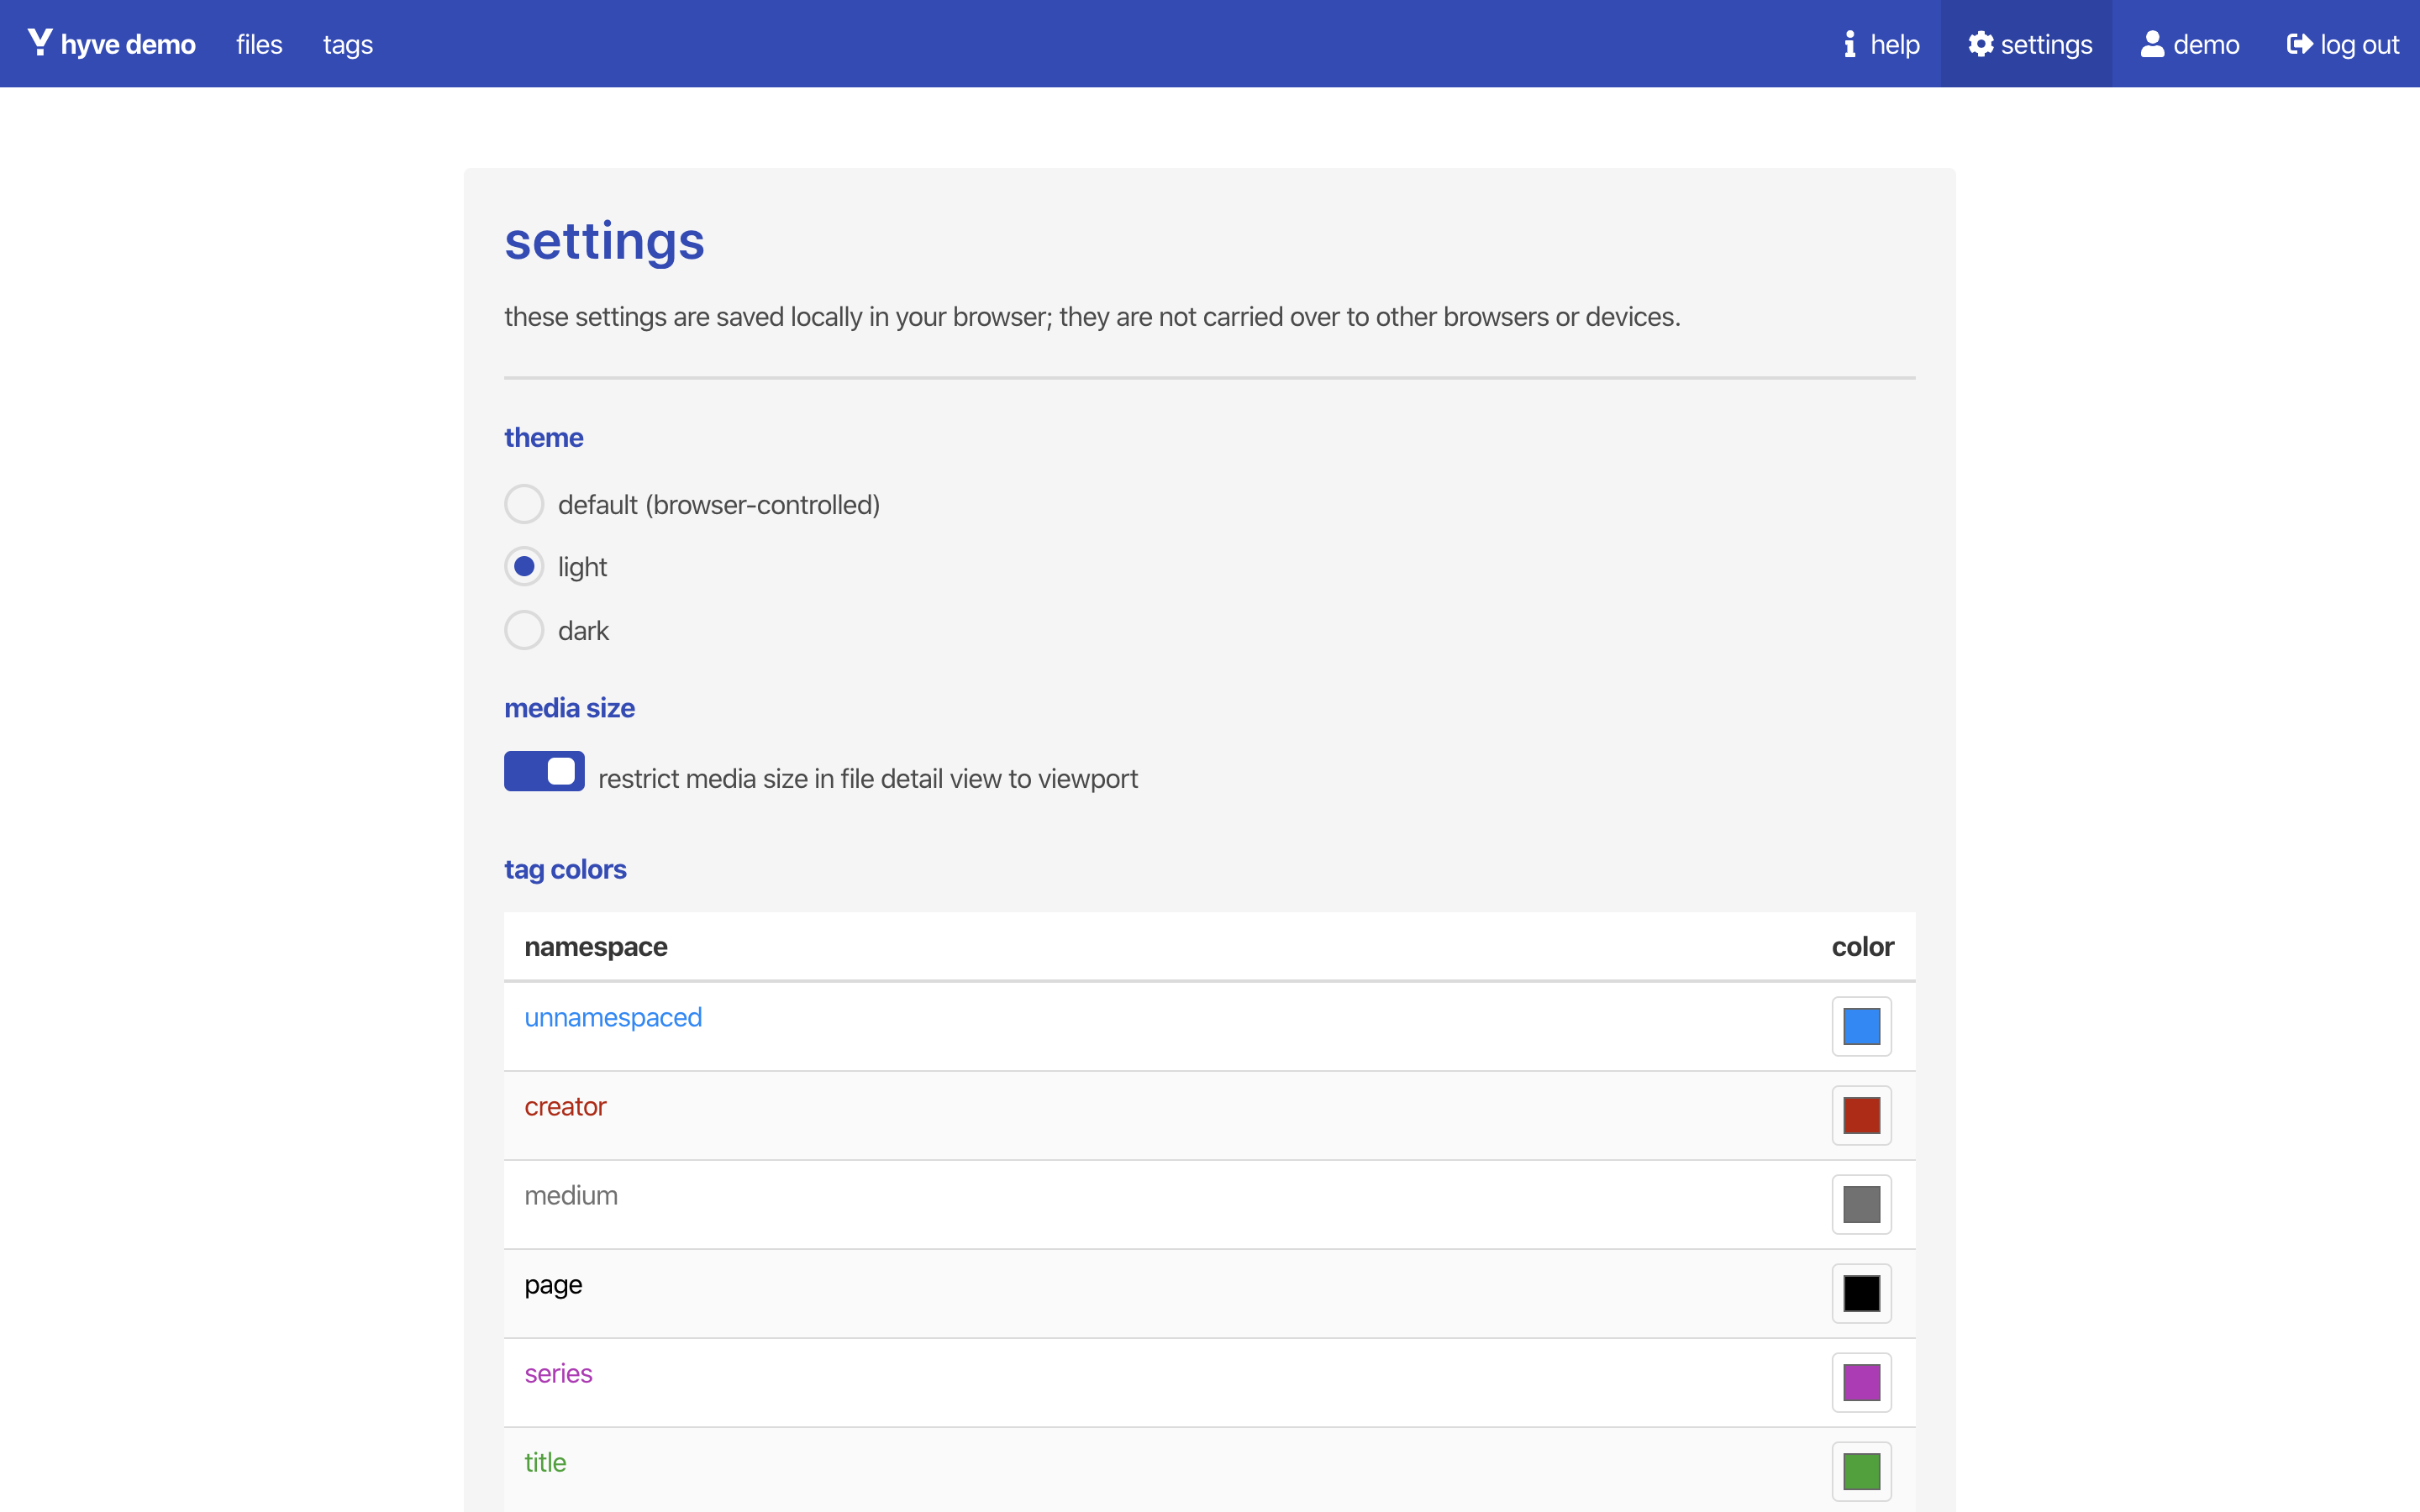 hyve demo files tags help settings demo log out
settings
these settings are saved locally in your browser; they are not carried over to other browsers or devices.
theme
default (browser-controlled)
light
dark
media size
restrict media size in file detail view to viewport
tag colors
namespace color
unnamespaced
creator
medium
page
series
title